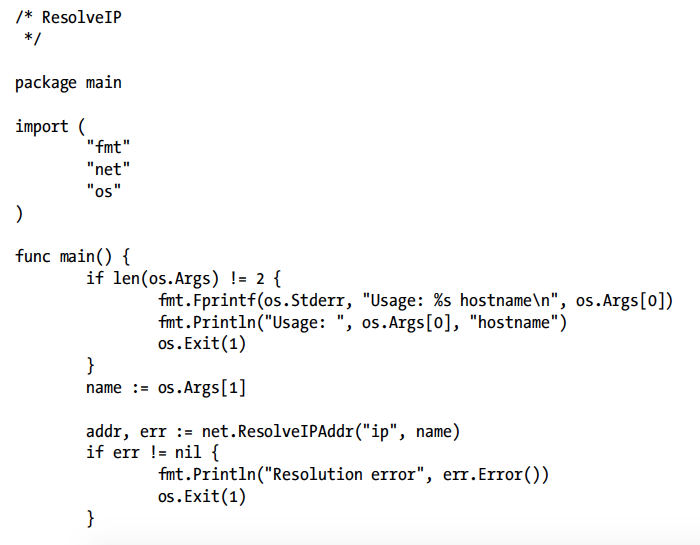 /* ResolveIP
 */

package main

import (
        "fmt"
        "net"
        "os"
)

func main() {
        if len(os.Args) != 2 {
                fmt.Fprintf(os.Stderr, "Usage: %s hostname\n", os.Args[0])
                fmt.Println("Usage: ", os.Args[0], "hostname")
                os.Exit(1)
        }
        name := os.Args[1]

        addr, err := net.ResolveIPAddr("ip", name)
        if err != nil {
                fmt.Println("Resolution error", err.Error())
                os.Exit(1)
        }